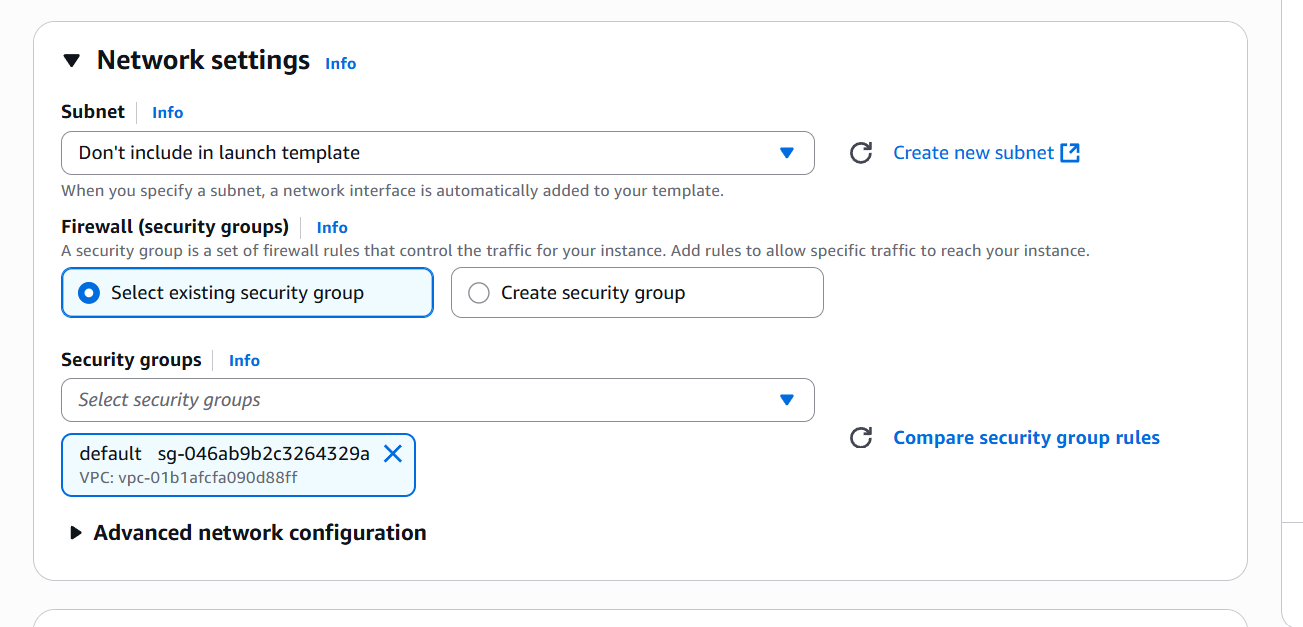 Network settings Info
Subnet Info
Don't include in launch template
Create new subnet
When you specify a subnet, a network interface is automatically added to your template.
Firewall (security groups) Info
A security group is a set of firewall rules that control the traffic for your instance. Add rules to allow specific traffic to reach your instance.
Select existing security group
Create security group
Security groups Info
Select security groups
Compare security group rules
default sg-046ab9b2c3264329a
VPC: vpc-01b1afcfa090d88ff
Advanced network configuration